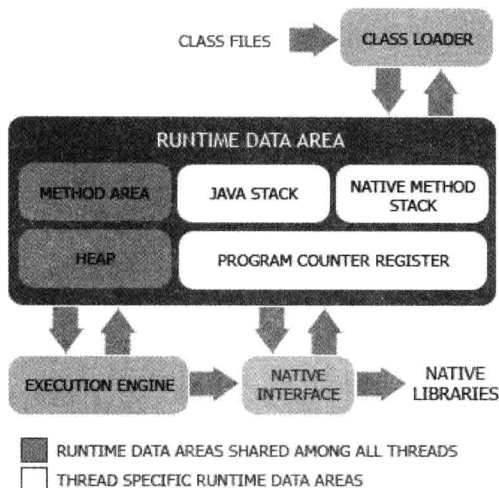 CLASS FILES
CLASS LOADER
RUNTIME DATA AREA
METHOD AREA
JAVA STACK
NATIVE METHOD
STACK
HEAP
PROGRAM COUNTER REGISTER
EXECUTION ENGINE
NATIVE
INTERFACE
NATIVE
LIBRARIES
RUNTIME DATA AREAS SHARED AMONG ALL THREADS
THREAD SPECIFIC RUNTIME DATA AREAS